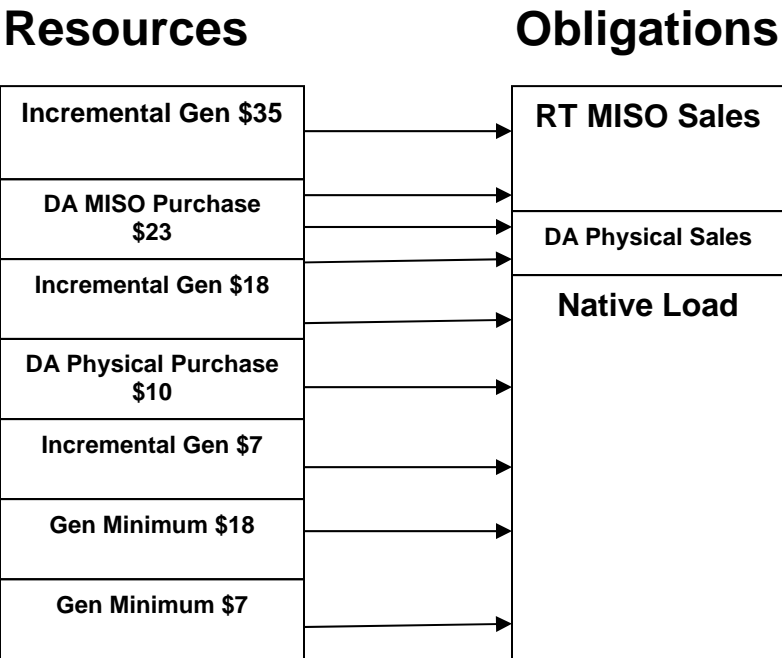 Resources
Obligations
Incremental Gen $35
DA MISO Purchase
$23
Incremental Gen $18
DA Physical Purchase
$10
Incremental Gen $7
Gen Minimum $18
Gen Minimum $7
RT MISO Sales
DA Physical Sales
Native Load